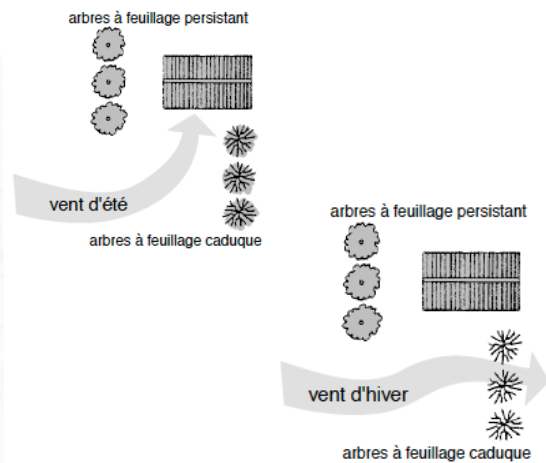 arbres à feuillage persistant
vent d'été
arbres à feuillage caduque
arbres à feuillage persistant
vent d'hiver
arbres à feuillage caduque